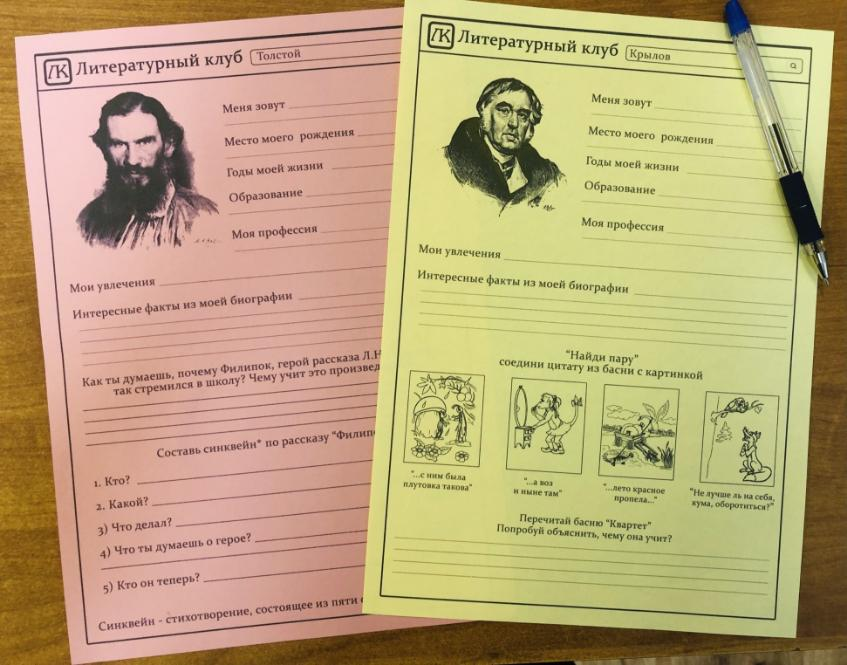 ЛК Литературный клуб Толстой
Меня зовут
Место моего рождения
Годы моей жизни
Образование
Моя профессия
Мои увлечения
Интересные факты из моей биографии
Как ты думаешь, почему Филипок, герой рассказа Л.Н
так стремился в школу? Чему учит это произвед
Составь синквейн* по рассказу "Филипо
1. Кто?
2. Какой?
3) Что делал?
4) Что ты думаешь о герое?
5) Кто он теперь?
Синквейн - стихотворение, состоящее из пяти
ЛК Литературный клуб Крылов
Меня зовут
Место моего рождения
Годы моей жизни
Образование
Моя профессия
Мои увлечения
Интересные факты из моей биографии
"Найди пару"
соедини цитату из басни с картинкой
"...с ним была
плутовка такова"
"...а воз
и ныне там"
"...лето красное
пропела..."
"Не лучше ль на себя,
кума, оборотиться?"
Перечитай басню "Квартет"
Попробуй объяснить, чему она учит?